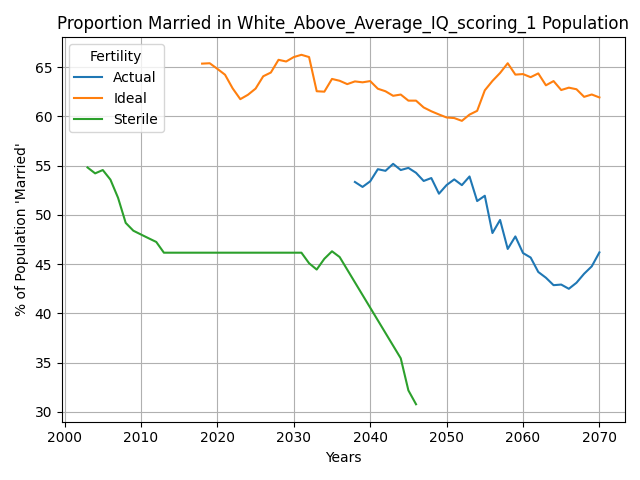 Proportion Married in White_Above_Average_IQ_scoring_1 Population
Fertility
Actual
Ideal
Sterile
% of Population 'Married'
65
60
55
50
45
40
35
30
2000 2010 2020 2030 2040 2050 2060 2070
Years